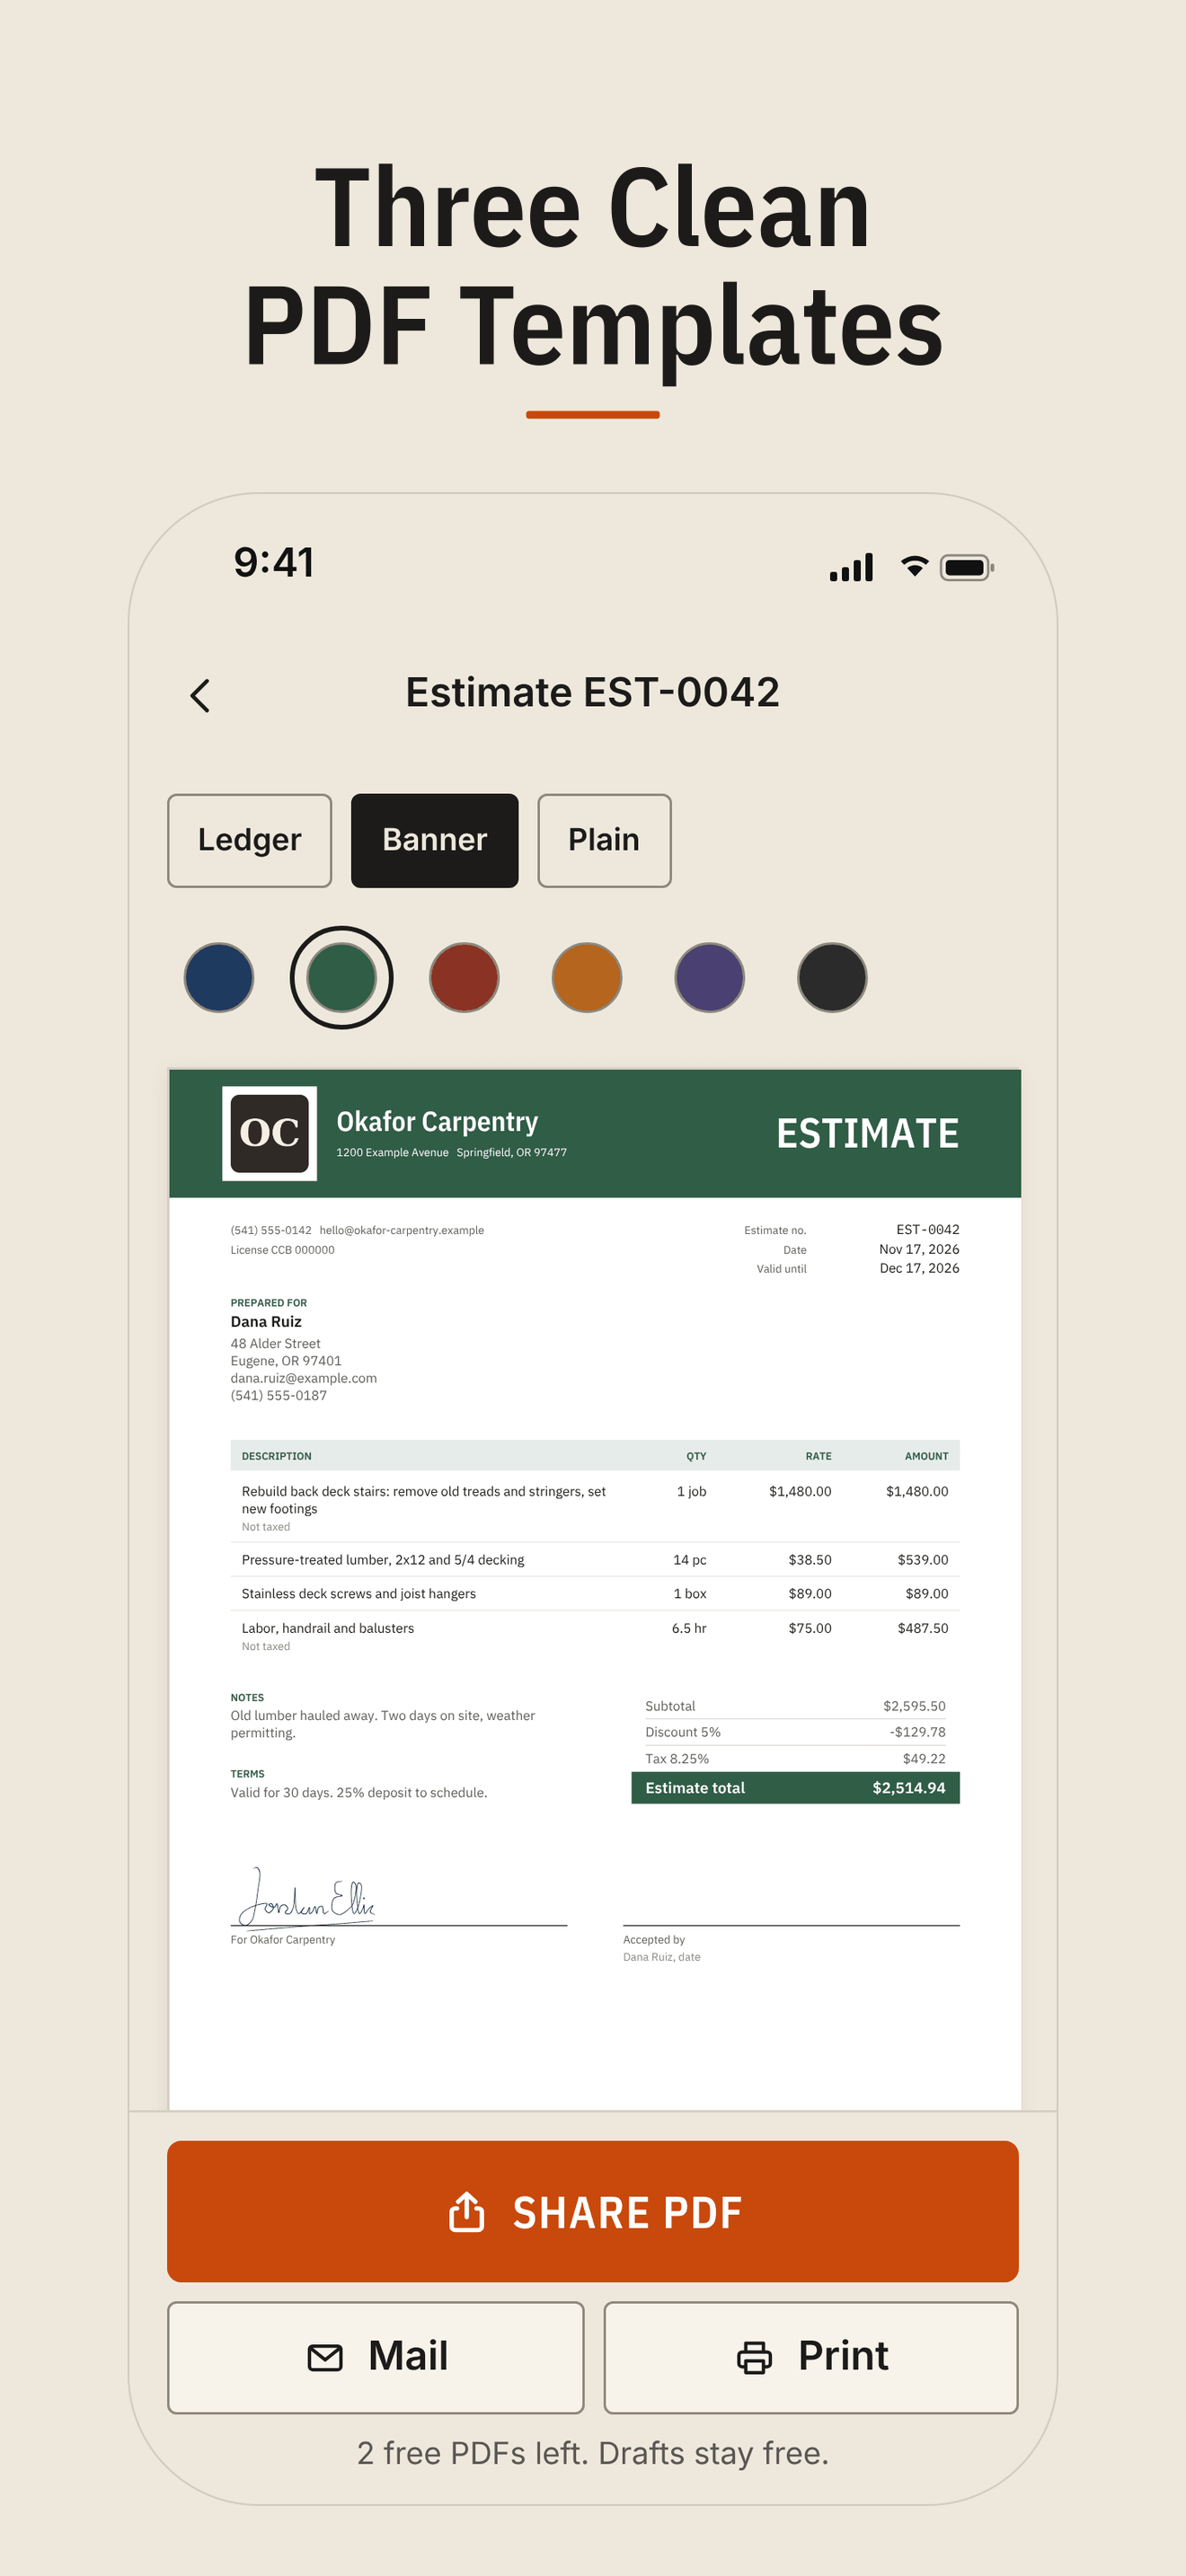 Three Clean
PDF Templates
9:41
Estimate EST-0042
Ledger Banner Plain
OC
Okafor Carpentry
1200 Example Avenue Springfield, OR 97477
ESTIMATE
(541) 555-0142 hello@okafor-carpentry.example
License CCB 000000
Estimate no. EST-0042
Date Nov 17, 2026
Valid until Dec 17, 2026
PREPARED FOR
Dana Ruiz
48 Alder Street
Eugene, OR 97401
dana.ruiz@example.com
(541) 555-0187
DESCRIPTION QTY RATE AMOUNT
Rebuild back deck stairs: remove old treads and stringers, set 1 job $1,480.00 $1,480.00
new footings
Not taxed
Pressure-treated lumber, 2x12 and 5/4 decking 14 pc $38.50 $539.00
Stainless deck screws and joist hangers 1 box $89.00 $89.00
Labor, handrail and balusters 6.5 hr $75.00 $487.50
Not taxed
NOTES
Old lumber hauled away. Two days on site, weather
permitting.
TERMS
Valid for 30 days. 25% deposit to schedule.
Subtotal $2,595.50
Discount 5% -$129.78
Tax 8.25% $49.22
Estimate total $2,514.94
Jordan Ellis
For Okafor Carpentry
Accepted by
Dana Ruiz, date
SHARE PDF
Mail Print
2 free PDFs left. Drafts stay free.